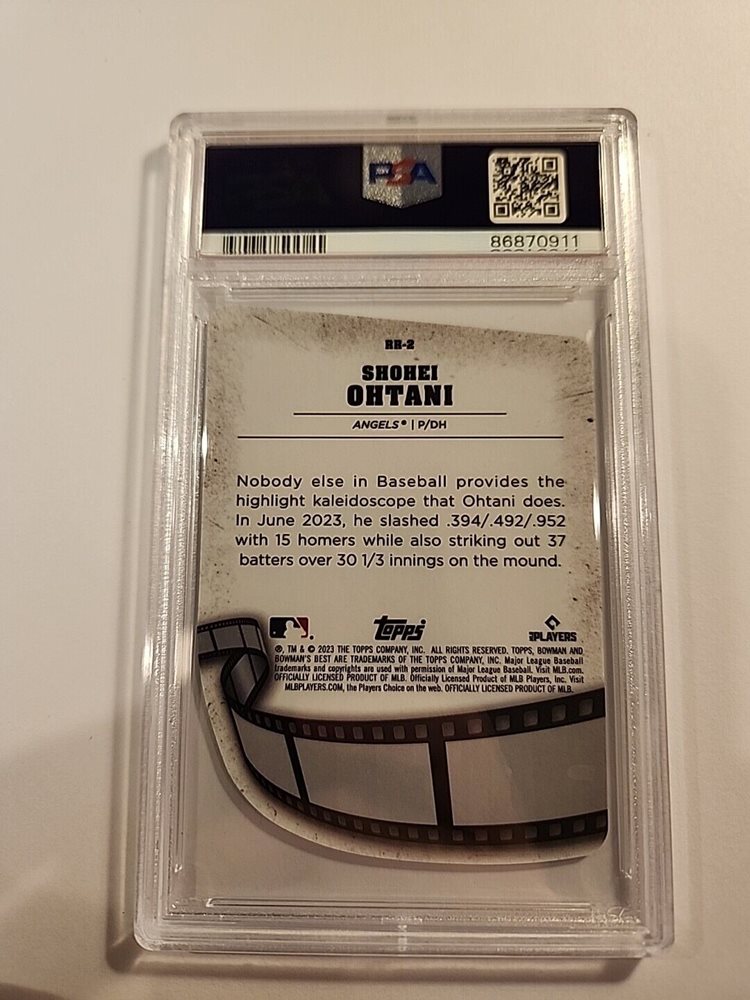 PSA
86870911
RR-2
SHOHEI
OHTANI
ANGELS® | P/DH
Nobody else in Baseball provides the
highlight kaleidoscope that Ohtani does.
In June 2023, he slashed .394/.492/.952
with 15 homers while also striking out 37
batters over 30 1/3 innings on the mound.
topps
PLAYERS
®, TM & © 2023 THE TOPPS COMPANY, INC. ALL RIGHTS RESERVED. TOPPS, BOWMAN AND
BOWMAN'S BEST ARE TRADEMARKS OF THE TOPPS COMPANY, INC. Major League Baseball
trademarks and copyrights are used with permission of Major League Baseball. Visit MLB.com.
OFFICIALLY LICENSED PRODUCT OF MLB. Officially Licensed Product of MLB Players, Inc. Visit
MLBPLAYERS.COM, the Players Choice on the web. OFFICIALLY LICENSED PRODUCT OF MLB.